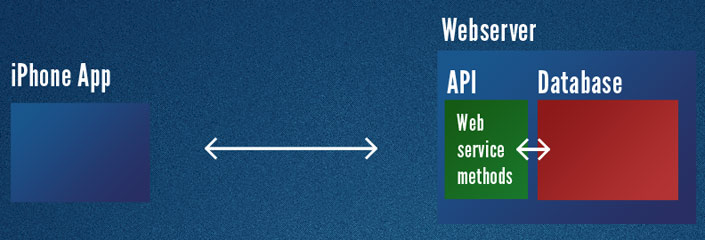 iPhone App
Webserver
API
Database
Web
service
methods